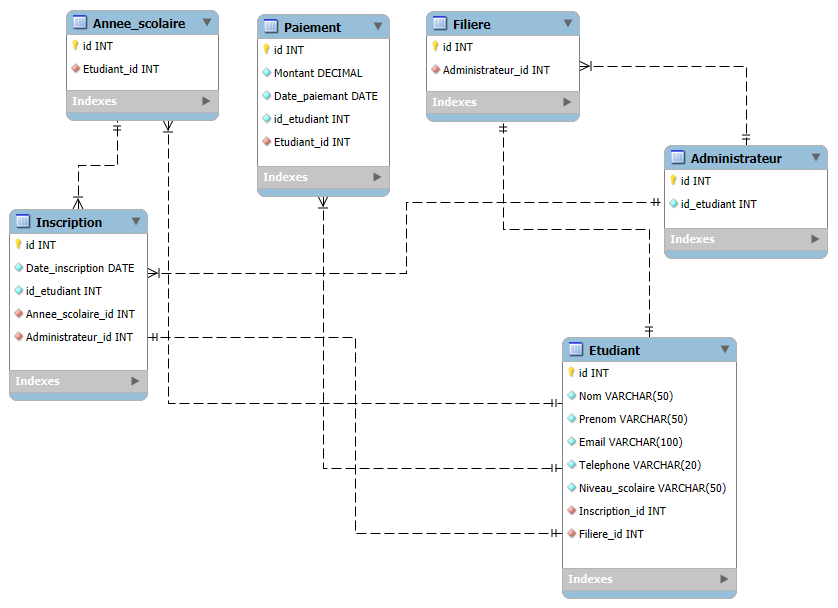 Annee_scolaire
id INT
Etudiant_id INT
Indexes
Paiement
id INT
Montant DECIMAL
Date_paiemant DATE
id_etudiant INT
Etudiant_id INT
Indexes
Filiere
id INT
Administrateur_id INT
Indexes
Administrateur
id INT
id_etudiant INT
Indexes
Inscription
id INT
Date_inscription DATE
id_etudiant INT
Annee_scolaire_id INT
Administrateur_id INT
Indexes
Etudiant
id INT
Nom VARCHAR(50)
Prenom VARCHAR(50)
Email VARCHAR(100)
Telephone VARCHAR(20)
Niveau_scolaire VARCHAR(50)
Inscription_id INT
Filiere_id INT
Indexes